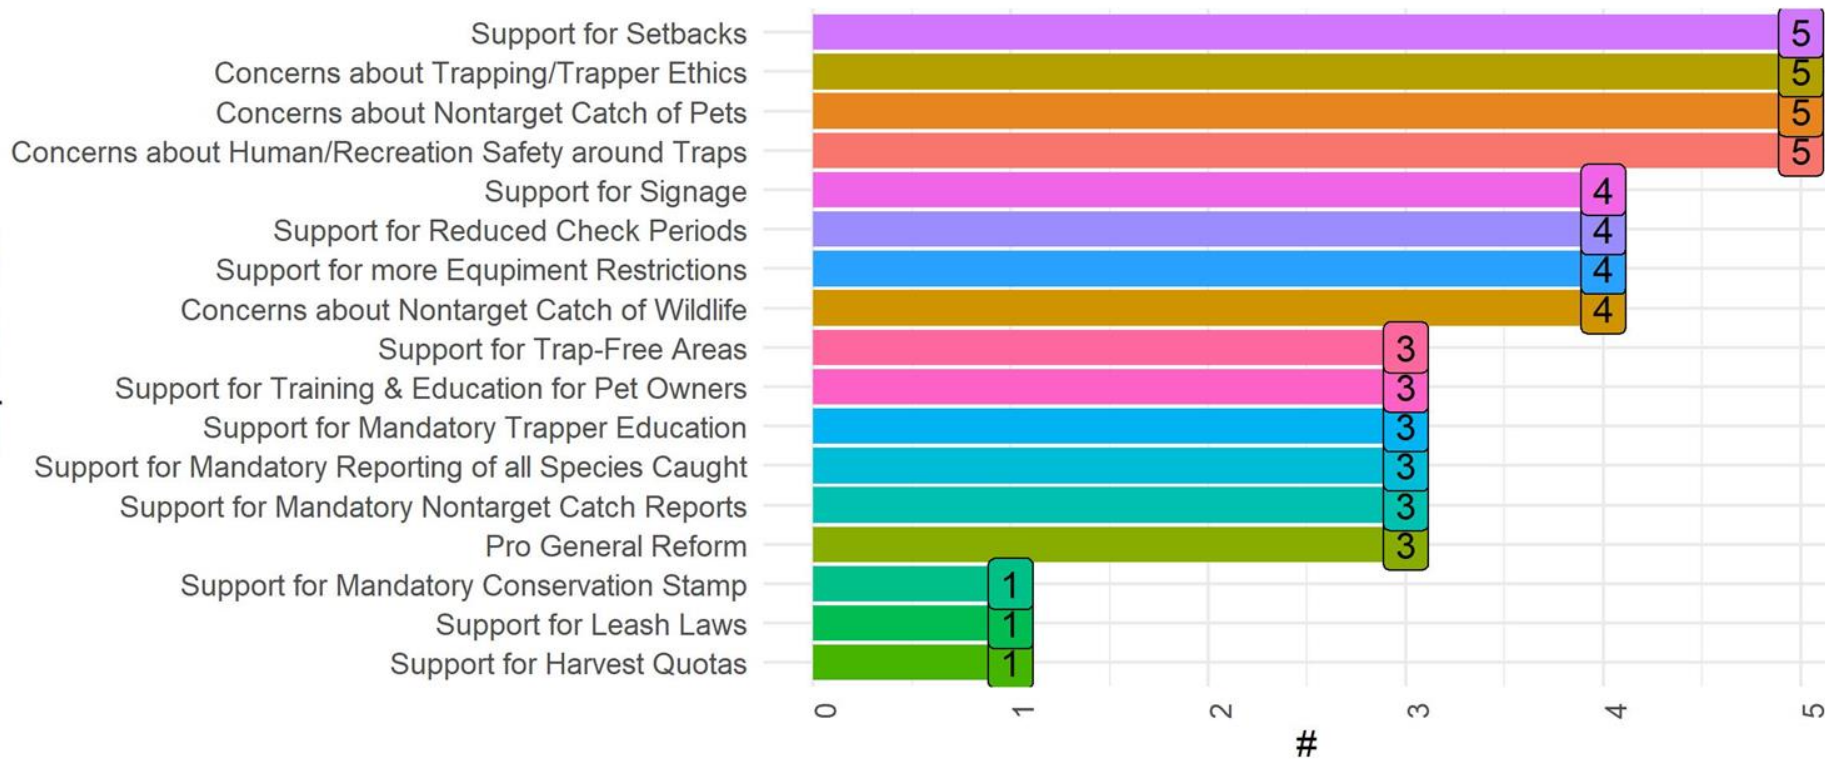 Support for Setbacks 5
Concerns about Trapping/Trapper Ethics 5
Concerns about Nontarget Catch of Pets 5
Concerns about Human/Recreation Safety around Traps 5
Support for Signage 4
Support for Reduced Check Periods 4
Support for more Equpiment Restrictions 4
Concerns about Nontarget Catch of Wildlife 4
Support for Trap-Free Areas 3
Support for Training & Education for Pet Owners 3
Support for Mandatory Trapper Education 3
Support for Mandatory Reporting of all Species Caught 3
Support for Mandatory Nontarget Catch Reports 3
Pro General Reform 3
Support for Mandatory Conservation Stamp 1
Support for Leash Laws 1
Support for Harvest Quotas 1
0 1 2 3 4 5
#